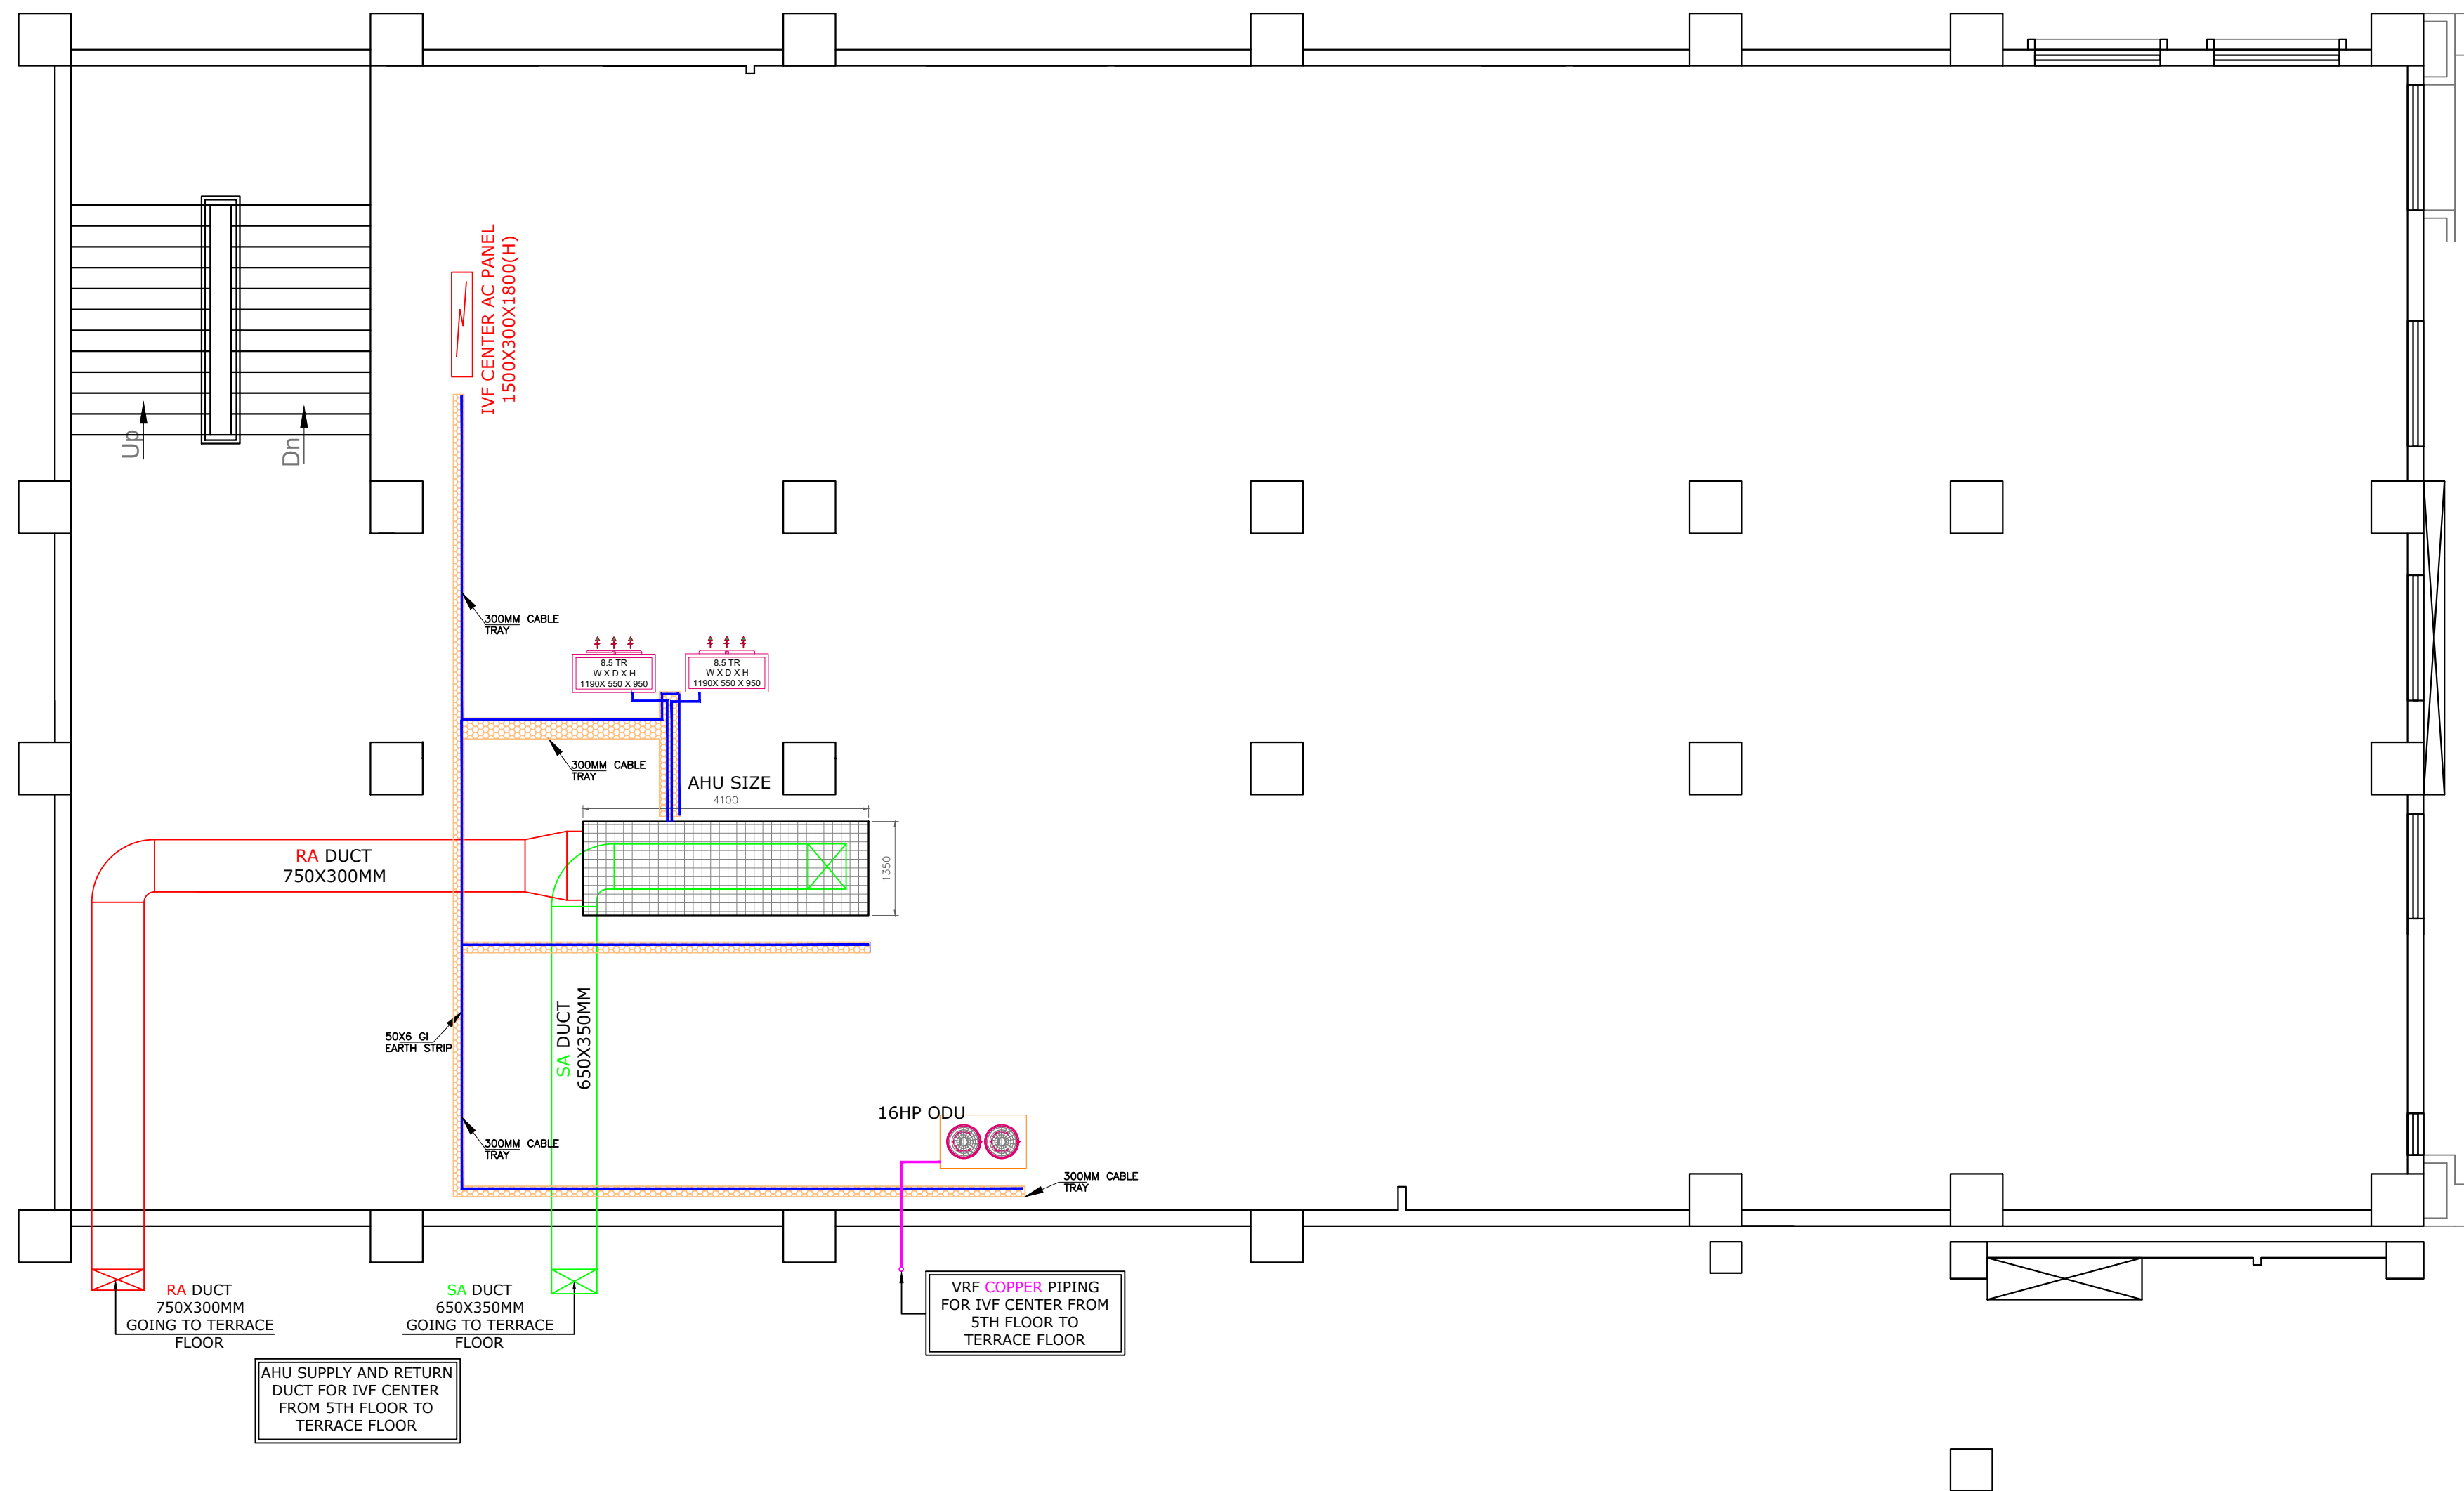 IVF CENTER AC PANEL
1500X300X1800(H)
Up
Dn
300MM CABLE
TRAY
8.5 TR
W X D X H
1190X 550 X 950
8.5 TR
W X D X H
1190X 550 X 950
300MM CABLE
TRAY
AHU SIZE
4100
1350
RA DUCT
750X300MM
SA DUCT
650X350MM
50X6 GI
EARTH STRIP
300MM CABLE
TRAY
16HP ODU
300MM CABLE
TRAY
RA DUCT
750X300MM
GOING TO TERRACE
FLOOR
SA DUCT
650X350MM
GOING TO TERRACE
FLOOR
VRF COPPER PIPING
FOR IVF CENTER FROM
5TH FLOOR TO
TERRACE FLOOR
AHU SUPPLY AND RETURN
DUCT FOR IVF CENTER
FROM 5TH FLOOR TO
TERRACE FLOOR